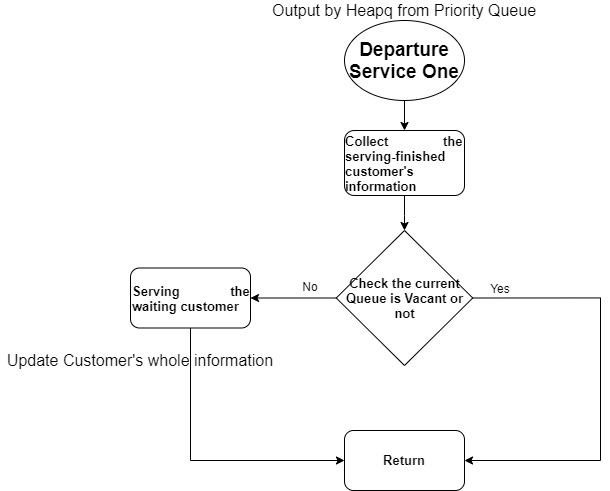 Output by Heapq from Priority Queue
Departure
Service One
Collect the
serving-finished
customer's
information
Check the current
Queue is Vacant or
not
No
Yes
Serving the
waiting customer
Update Customer's whole information
Return